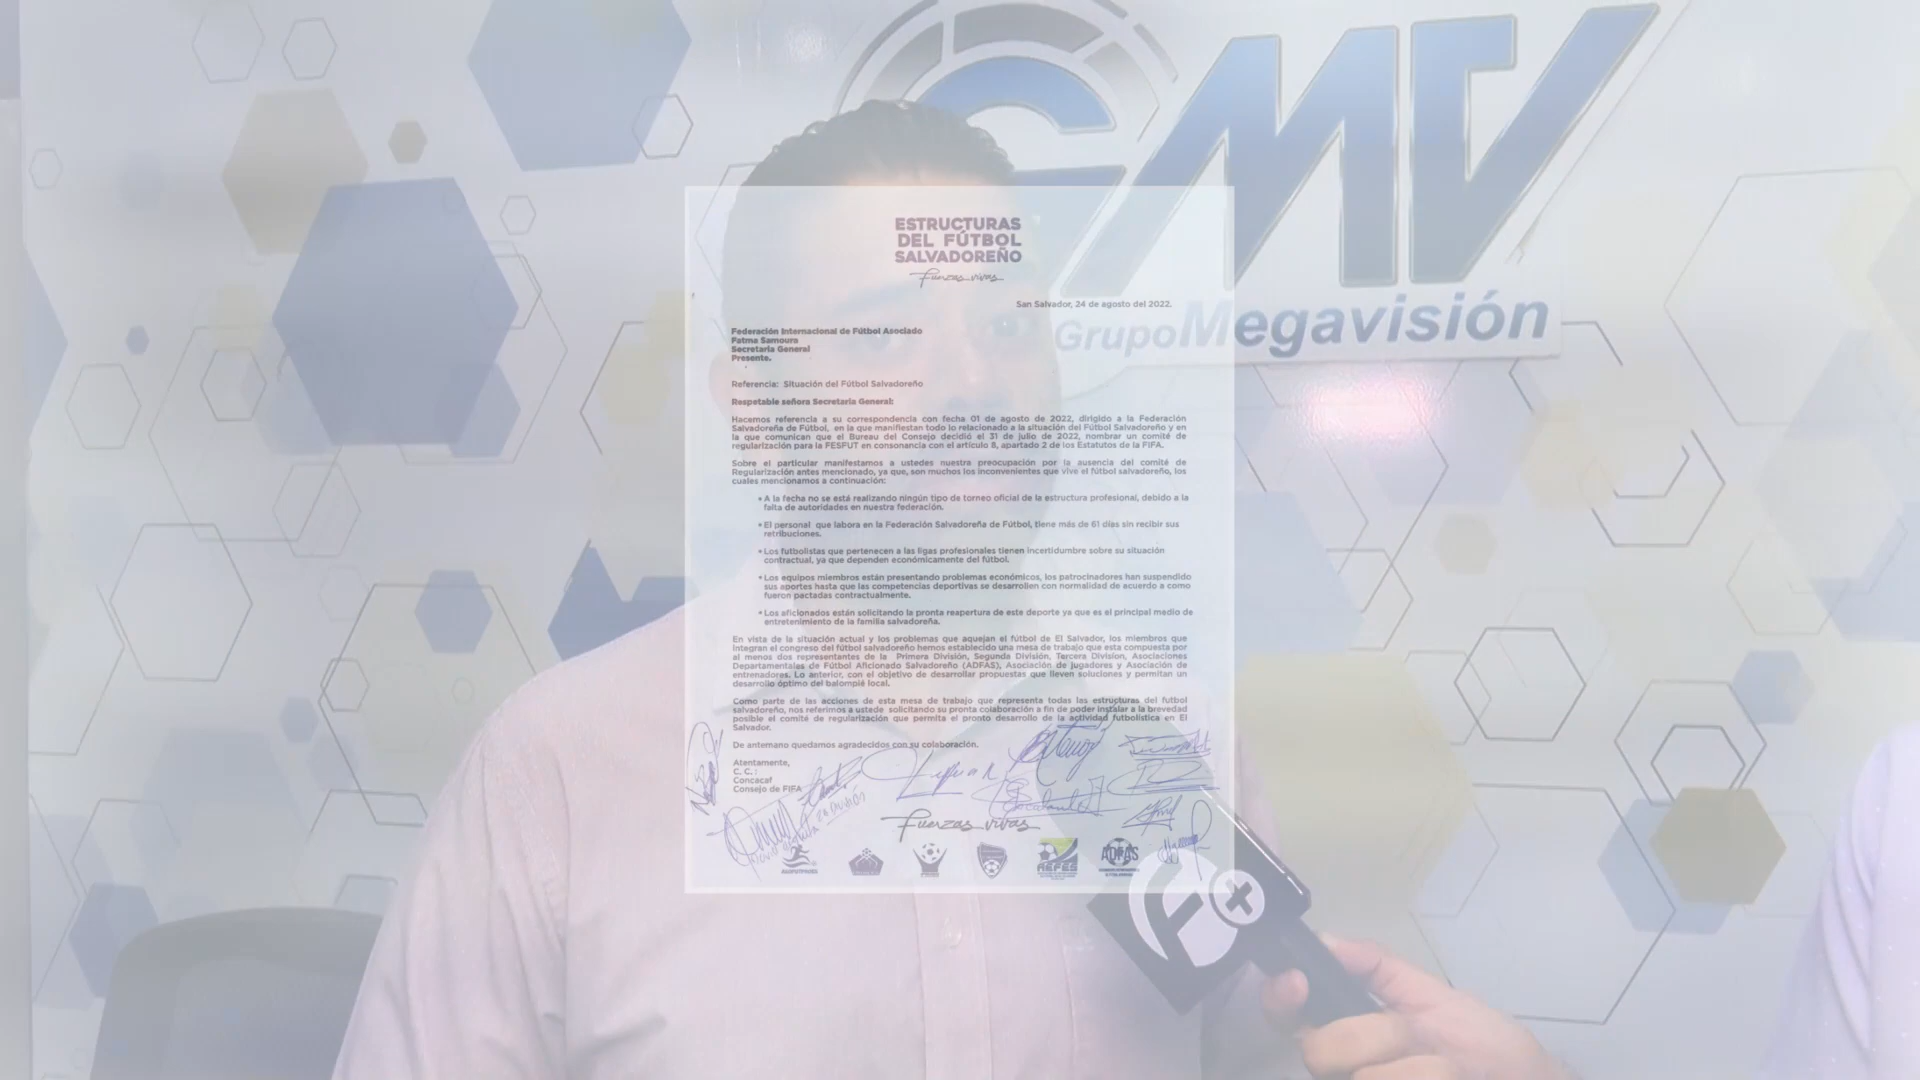 GMV
GrupoMegavisión
ESTRUCTURAS
DEL FÚTBOL
SALVADOREÑO
Fuerzas vivas
San Salvador, 24 de agosto del 2022.
Federación Internacional de Fútbol Asociado
Fatma Samouro
Secretaria General
Presente.
Referencia: Situación del Fútbol Salvadoreño
Respetable señora Secretaria General:
Hacemos referencia a su correspondencia con fecha 01 de agosto de 2022, dirigido a la Federación
Salvadoreña de Fútbol, en la que manifiestan todo lo relacionado a la situación del Fútbol Salvadoreño y en
la que comunican que el Bureau del Consejo decidió el 31 de julio de 2022, nombrar un comité de
regularización para la FESFUT en consonancia con el artículo 8, apartado 2 de los Estatutos de la FIFA.
Sobre el particular manifestamos a ustedes nuestra preocupación por la ausencia del comité de
Regularización antes mencionado, ya que, son muchos los inconvenientes que vive el fútbol salvadoreño, los
cuales mencionamos a continuación:
• A la fecha no se está realizando ningún tipo de torneo oficial de la estructura profesional, debido a la
falta de autoridades en nuestra federación.
• El personal que labora en la Federación Salvadoreña de Fútbol, tiene más de 61 días sin recibir sus
retribuciones.
• Los futbolistas que pertenecen a las ligas profesionales tienen incertidumbre sobre su situación
contractual, ya que dependen económicamente del fútbol.
• Los equipos miembros están presentando problemas económicos, los patrocinadores han suspendido
sus aportes hasta que las competencias deportivas se desarrollen con normalidad de acuerdo a como
fueron pactadas contractualmente.
• Los aficionados están solicitando la pronta reapertura de este deporte ya que es el principal medio de
entretenimiento de la familia salvadoreña.
En vista de la situación actual y los problemas que aquejan el fútbol de El Salvador, los miembros que
integran el congreso del fútbol salvadoreño hemos establecido una mesa de trabajo que esta compuesta por
al menos dos representantes de la Primera División, Segunda División, Tercera Division, Asociaciones
Departamentales de Fútbol Aficionado Salvadoreño (ADFAS), Asociación de jugadores y Asociación de
entrenadores. Lo anterior, con el objetivo de desarrollar propuestas que lleven soluciones y permitan un
desarrollo óptimo del balompié local.
Como parte de las acciones de esta mesa de trabajo que representa todas las estructuras del futbol
salvadoreño, nos referimos a ustede solicitando su pronta colaboración a fin de poder instalar a la brevedad
posible el comité de regularización que permita el pronto desarrollo de la actividad futbolística en El
Salvador.
De antemano quedamos agradecidos con su colaboración.
Atentamente,
C. C.:
Concacaf
Consejo de FIFA
Fuerzas vivas
AEFES
ADFAS
F+